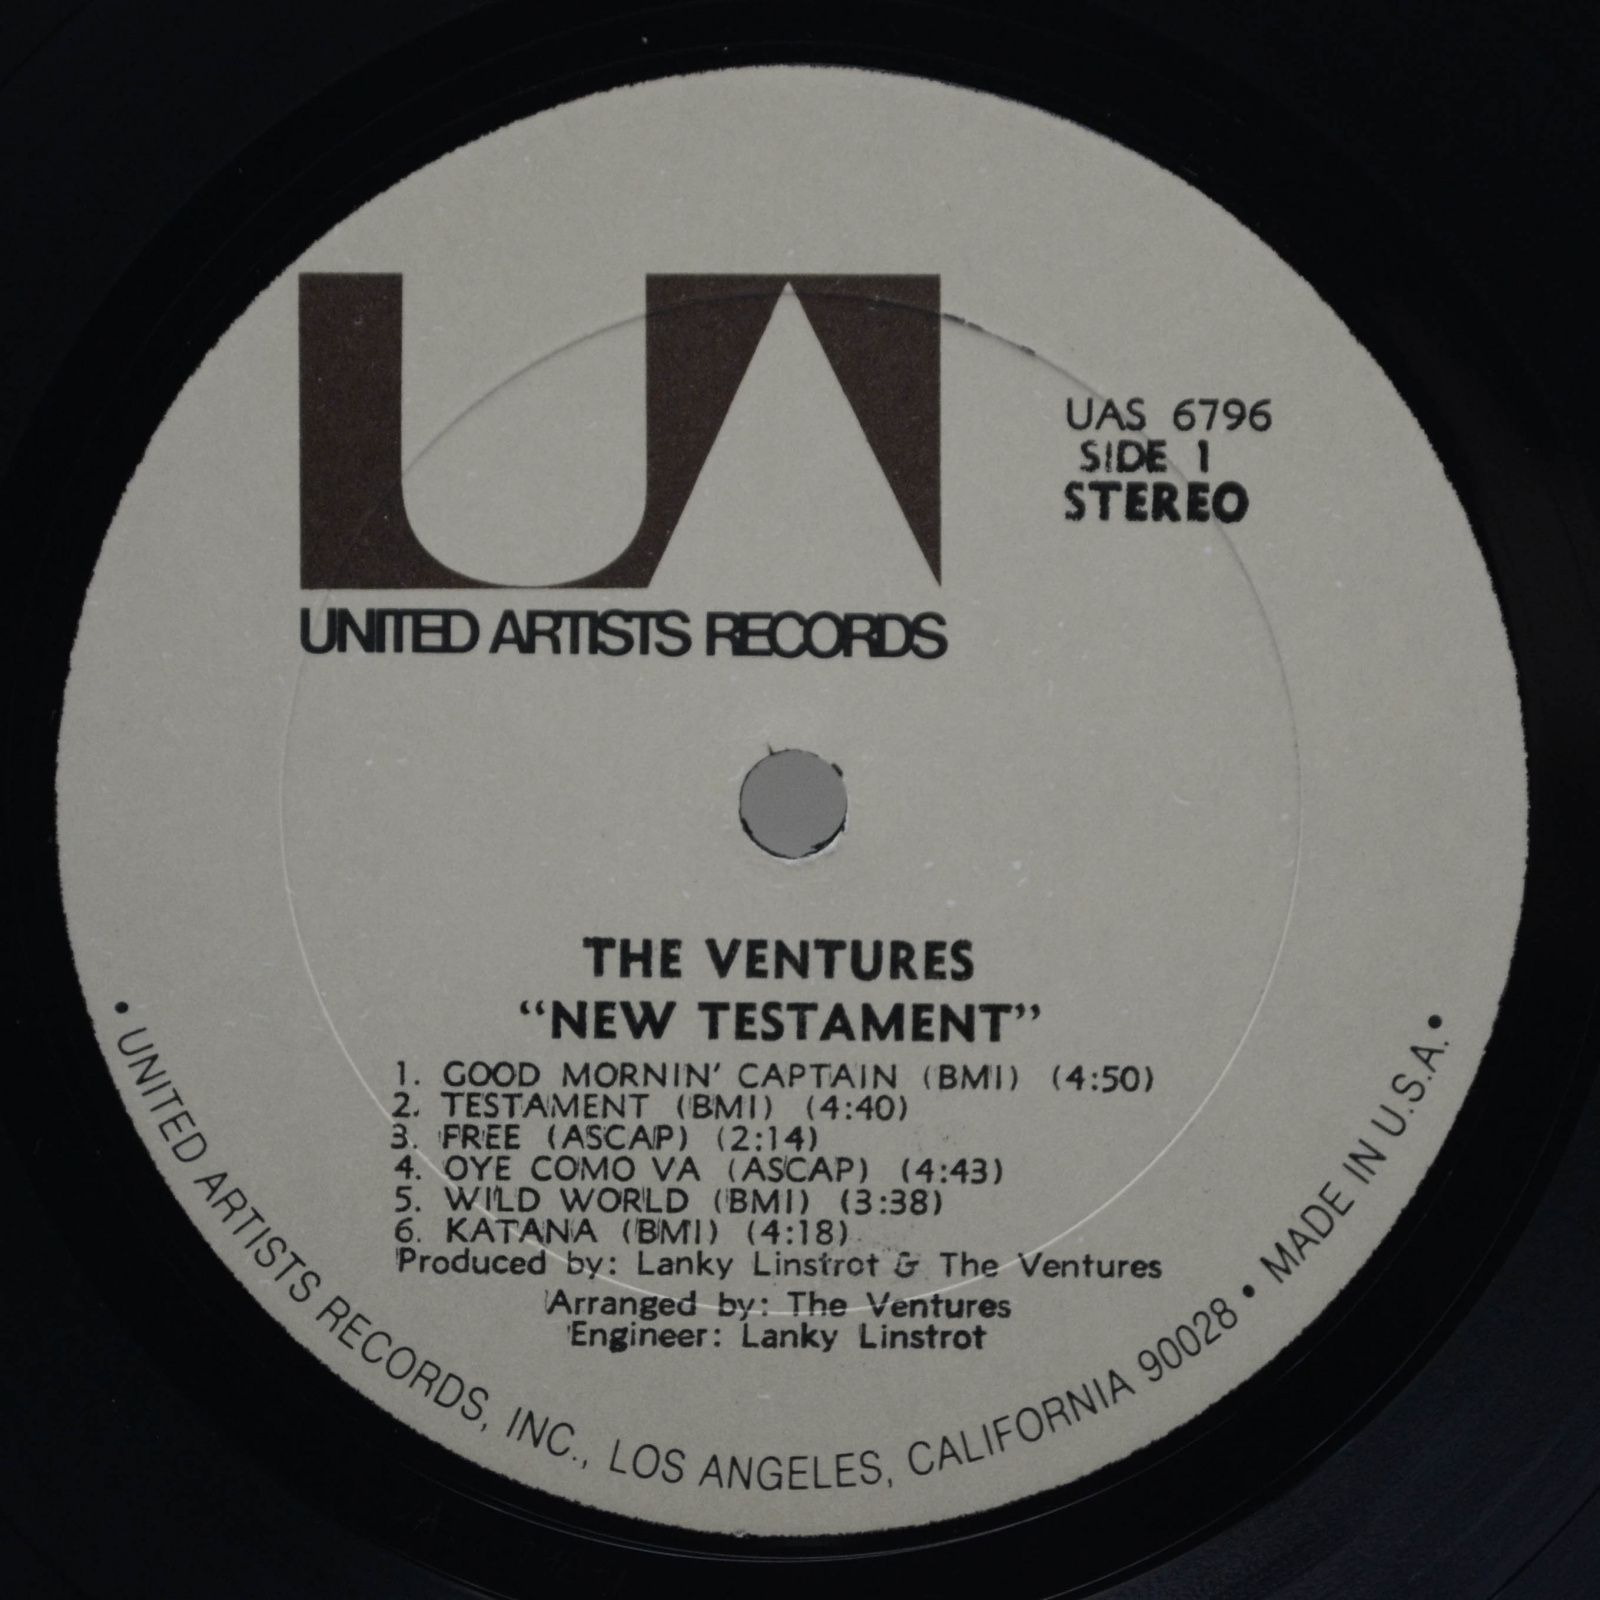 UA
UNITED ARTISTS RECORDS
UAS 6796
SIDE 1
STEREO
THE VENTURES
“NEW TESTAMENT”
1. GOOD MORNIN' CAPTAIN (BMI) (4:50)
2. TESTAMENT (BMI) (4:40)
3. FREE (ASCAP) (2:14)
4. OYE COMO VA (ASCAP) (4:43)
5. WILD WORLD (BMI) (3:38)
6. KATANA (BMI) (4:18)
Produced by: Lanky Linstrot & The Ventures
Arranged by: The Ventures
Engineer: Lanky Linstrot
• UNITED ARTISTS RECORDS, INC., LOS ANGELES, CALIFORNIA 90028 • MADE IN U.S.A. •